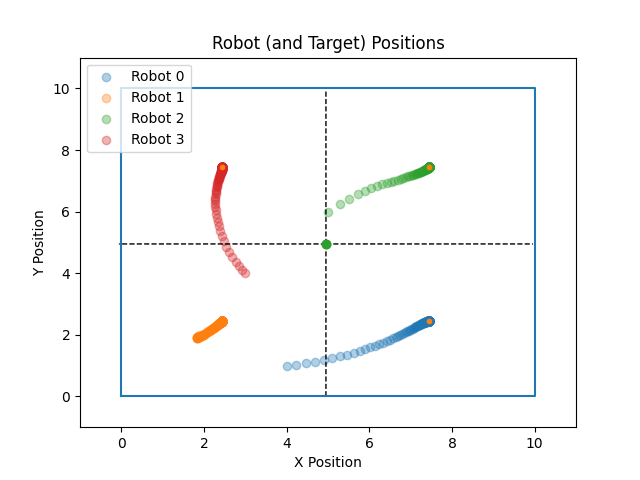 Robot (and Target) Positions
Robot 0
Robot 1
Robot 2
Robot 3
Y Position
10
8
6
4
2
0
0 2 4 6 8 10
X Position